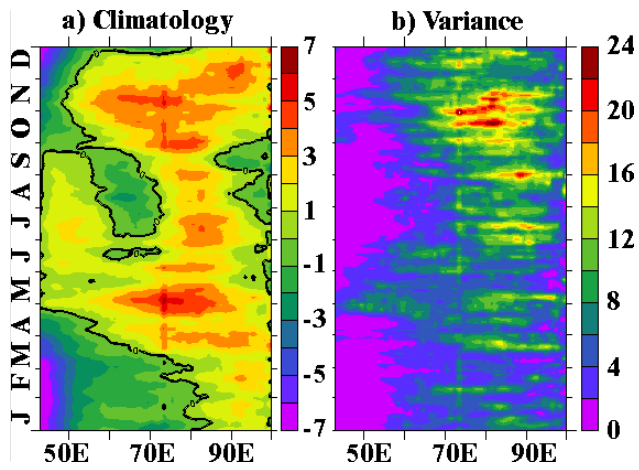 a) Climatology
b) Variance
D
N
O
S
A
J
J
M
A
M
F
J
7
5
3
1
-1
-3
-5
-7
24
20
16
12
8
4
0
50E 70E 90E
50E 70E 90E